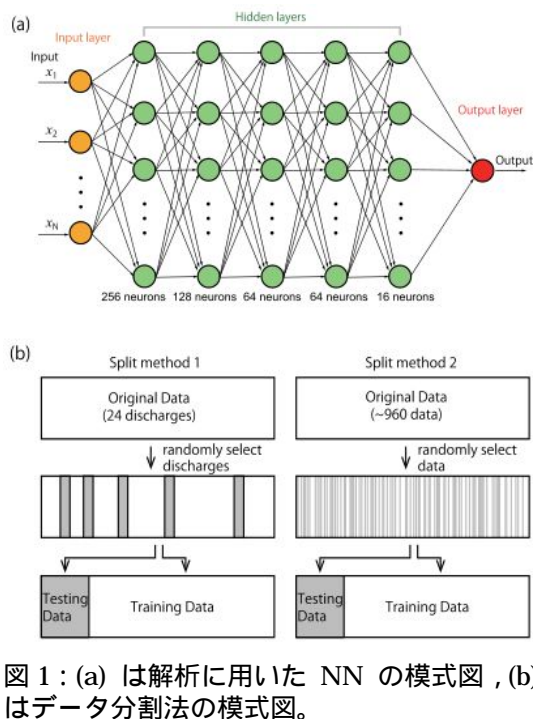 (a)
Hidden layers
Input layer
Input
x1
x2
xN
Output layer
Output
256 neurons 128 neurons 64 neurons 64 neurons 16 neurons
(b)
Split method 1
Original Data
(24 discharges)
randomly select
discharges
Testing
Data
Training Data
Split method 2
Original Data
(~960 data)
randomly select
data
Testing
Data
Training Data
図 1：(a) は解析に用いた NN の模式図，(b)
はデータ分割法の模式図。